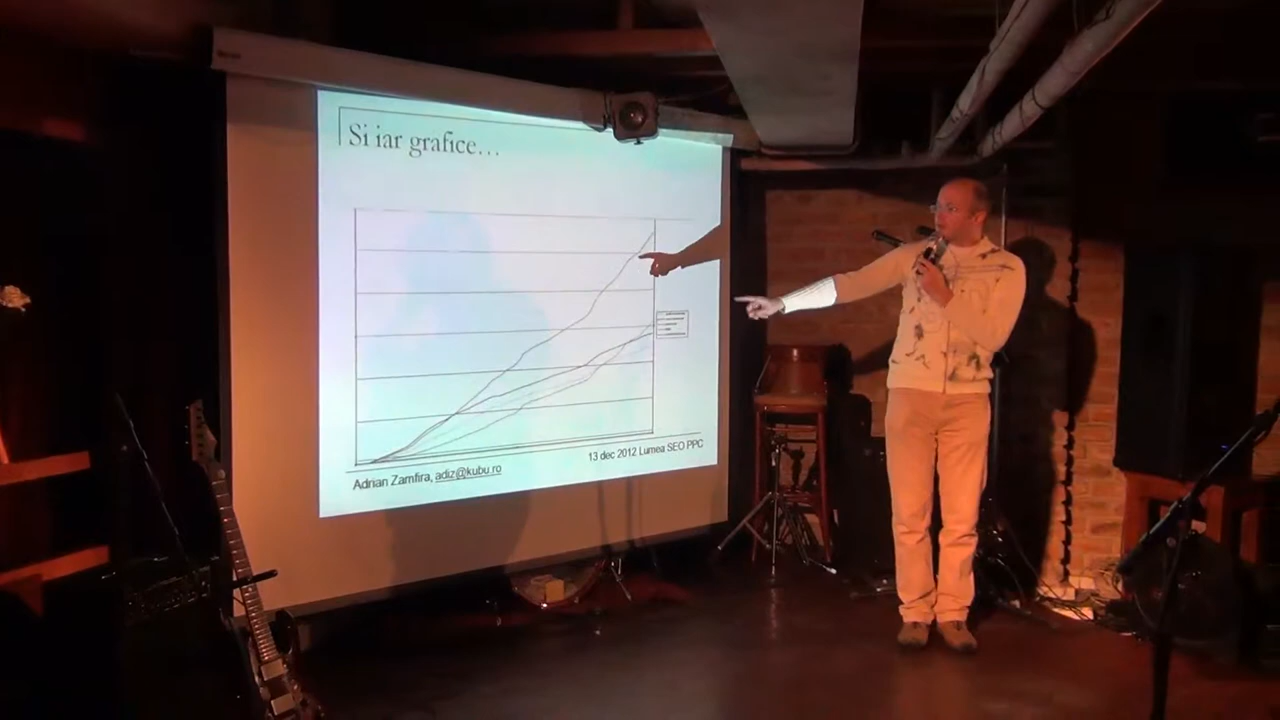 Si iar grafice...
13 dec 2012 Lumea SEO PPC
Adrian Zamfira, adiz@kubu.ro